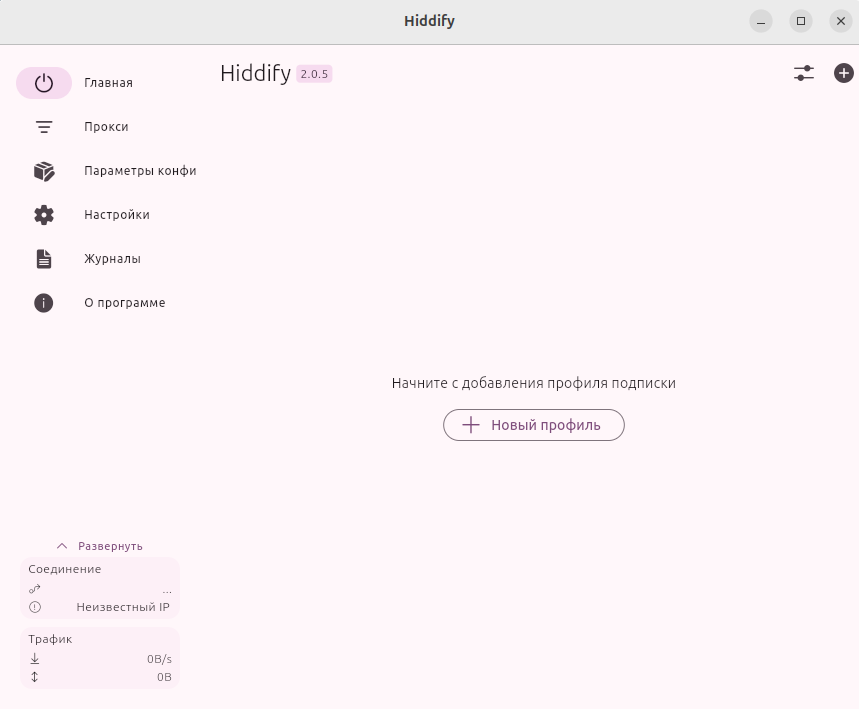 Hiddify
Hiddify 2.0.5
Главная
Прокси
Параметры конфи
Настройки
Журналы
О программе
Начните с добавления профиля подписки
Новый профиль
Развернуть
Соединение
...
Неизвестный IP
Трафик
0B/s
0B